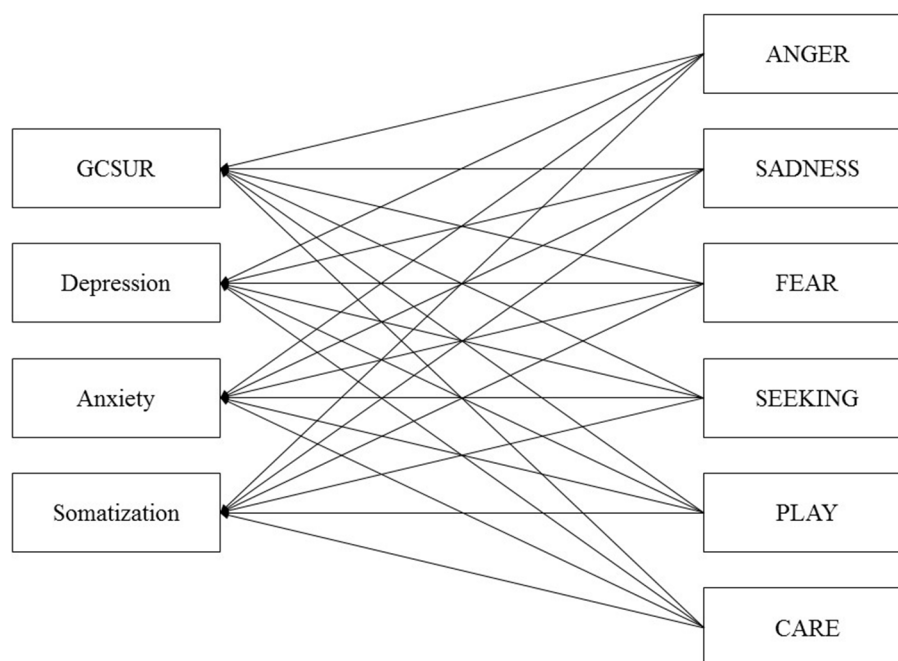 ANGER
GCSUR
SADNESS
Depression
FEAR
Anxiety
SEEKING
Somatization
PLAY
CARE